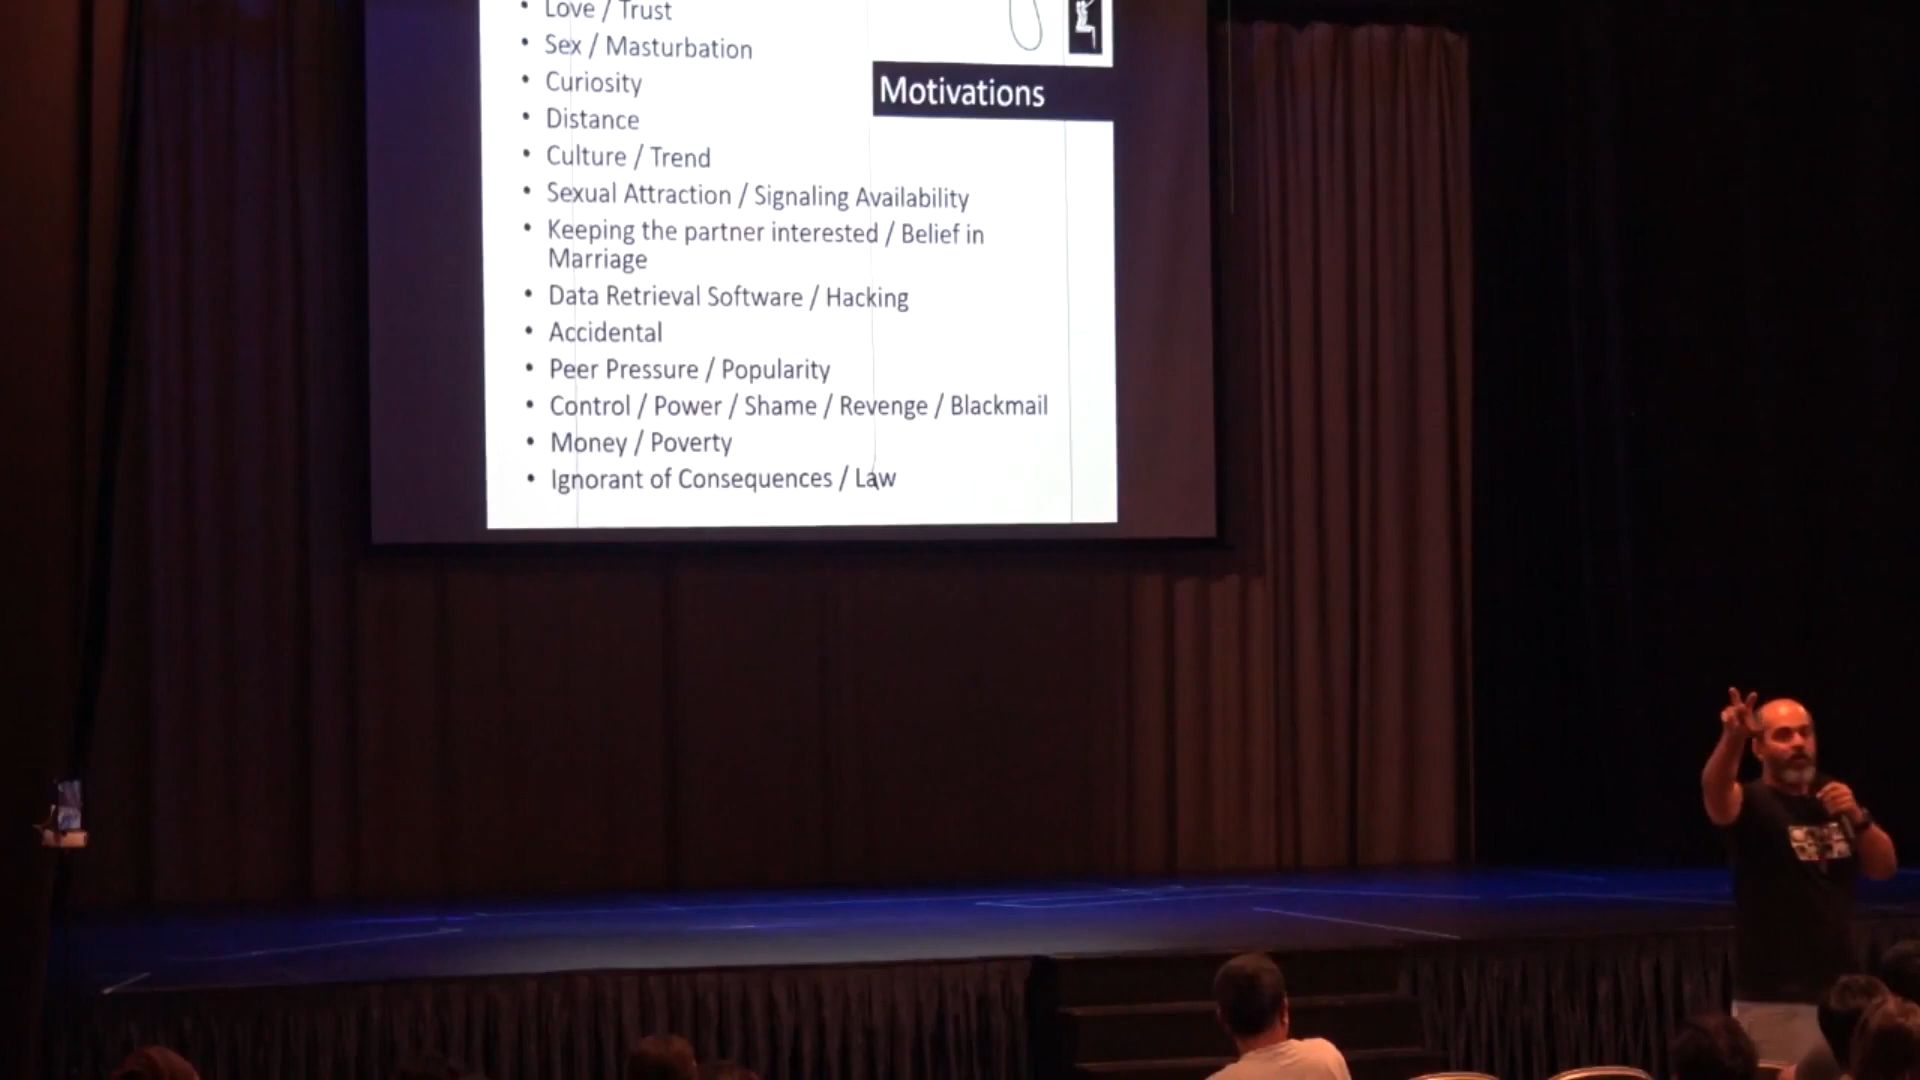 • Love / Trust
• Sex / Masturbation
• Curiosity
Motivations
• Distance
• Culture / Trend
• Sexual Attraction / Signaling Availability
• Keeping the partner interested / Belief in
Marriage
• Data Retrieval Software / Hacking
• Accidental
• Peer Pressure / Popularity
• Control / Power / Shame / Revenge / Blackmail
• Money / Poverty
• Ignorant of Consequences / Law